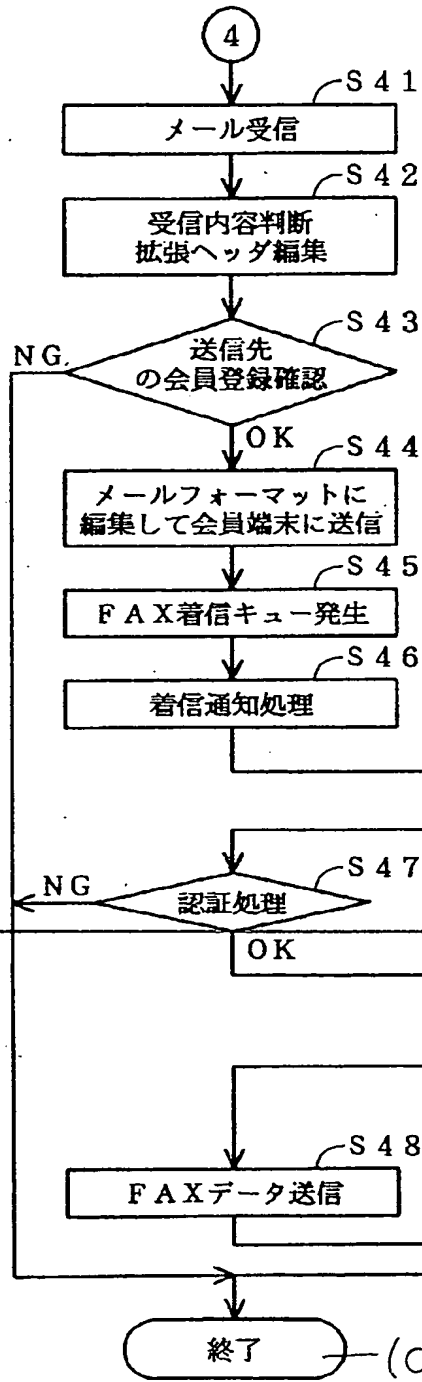 4
S41
メール受信
S42
受信内容判断
拡張ヘッダ編集
S43
送信先
の会員登録確認
NG
OK
S44
メールフォーマットに
編集して会員端末に送信
S45
FAX着信キュー発生
S46
着信通知処理
S47
NG
認証処理
OK
S48
FAXデータ送信
終了